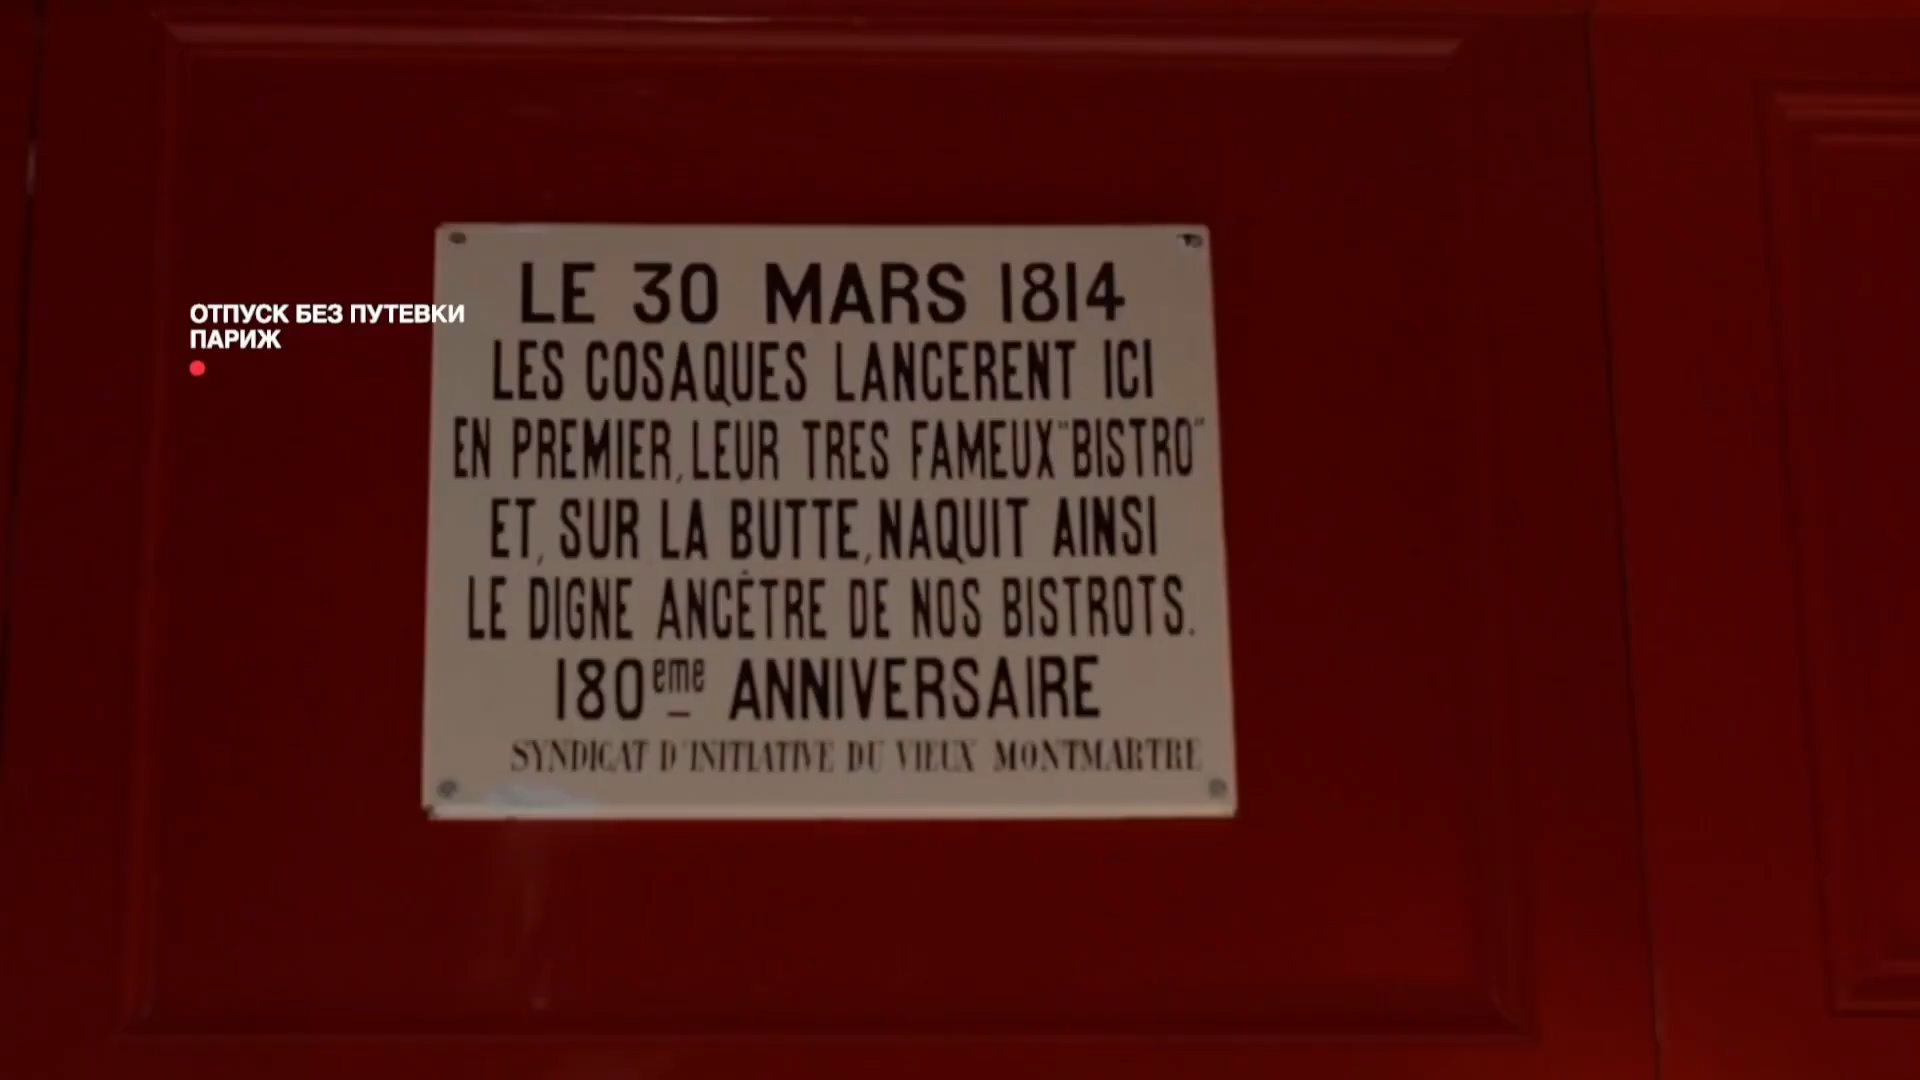 ОТПУСК БЕЗ ПУТЕВКИ
ПАРИЖ
LE 30 MARS 1814
LES COSAQUES LANCERENT ICI
EN PREMIER, LEUR TRES FAMEUX "BISTRO"
ET, SUR LA BUTTE, NAQUIT AINSI
LE DIGNE ANCÊTRE DE NOS BISTROTS.
180eme ANNIVERSAIRE
SYNDICAT D'INITIATIVE DU VIEUX MONTMARTRE